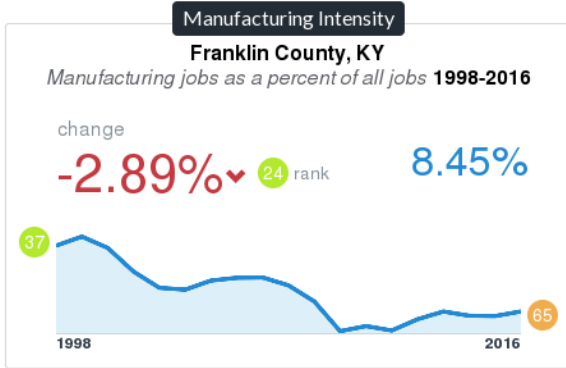 Manufacturing Intensity
Franklin County, KY
Manufacturing jobs as a percent of all jobs 1998-2016
change
-2.89% 24 rank 8.45%
37
65
1998 2016